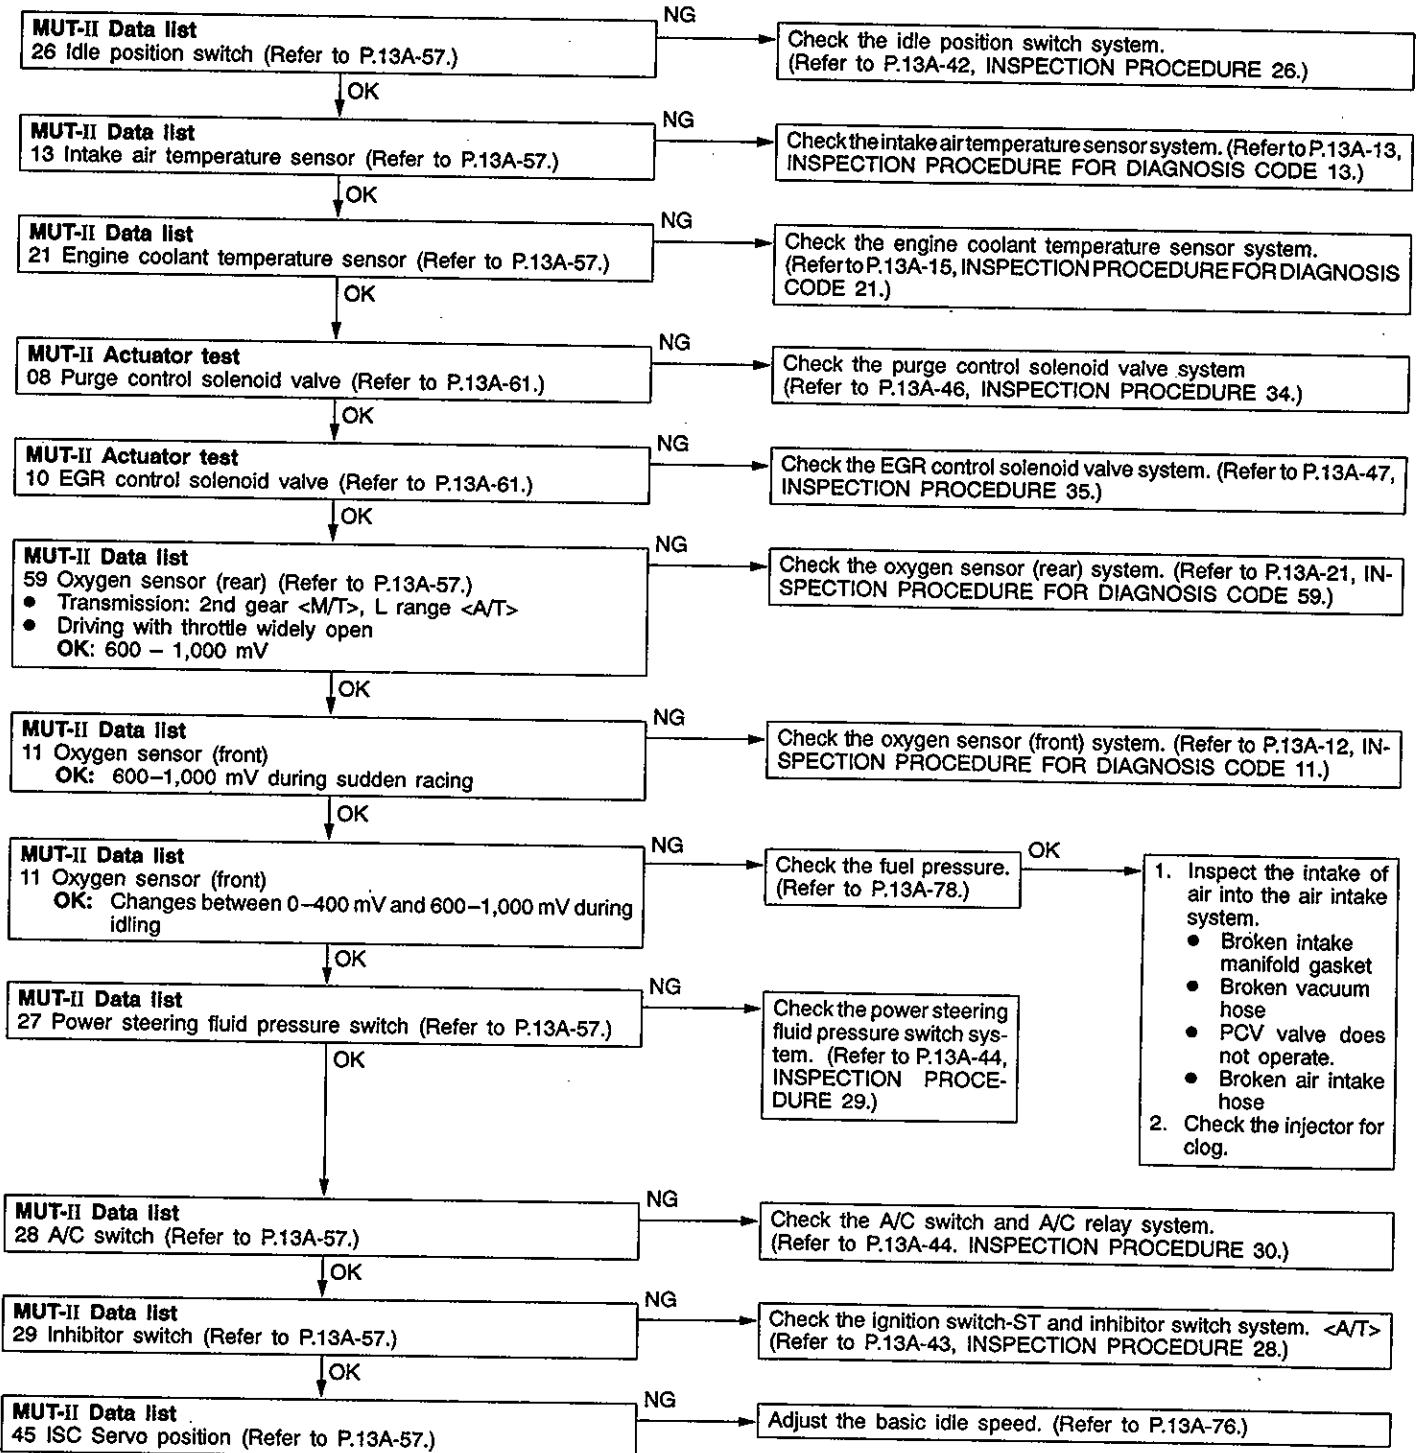 MUT-II Data list
26 Idle position switch (Refer to P.13A-57.)
NG
Check the idle position switch system.
(Refer to P.13A-42, INSPECTION PROCEDURE 26.)
OK
MUT-II Data list
13 Intake air temperature sensor (Refer to P.13A-57.)
NG
Check the intake air temperature sensor system. (Refer to P.13A-13,
INSPECTION PROCEDURE FOR DIAGNOSIS CODE 13.)
OK
MUT-II Data list
21 Engine coolant temperature sensor (Refer to P.13A-57.)
NG
Check the engine coolant temperature sensor system.
(Refer to P.13A-15, INSPECTION PROCEDURE FOR DIAGNOSIS
CODE 21.)
OK
MUT-II Actuator test
08 Purge control solenoid valve (Refer to P.13A-61.)
NG
Check the purge control solenoid valve system
(Refer to P.13A-46, INSPECTION PROCEDURE 34.)
OK
MUT-II Actuator test
10 EGR control solenoid valve (Refer to P.13A-61.)
NG
Check the EGR control solenoid valve system. (Refer to P.13A-47,
INSPECTION PROCEDURE 35.)
OK
MUT-II Data list
59 Oxygen sensor (rear) (Refer to P.13A-57.)
● Transmission: 2nd gear <M/T>, L range <A/T>
● Driving with throttle widely open
OK: 600 – 1,000 mV
NG
Check the oxygen sensor (rear) system. (Refer to P.13A-21, IN-
SPECTION PROCEDURE FOR DIAGNOSIS CODE 59.)
OK
MUT-II Data list
11 Oxygen sensor (front)
OK: 600–1,000 mV during sudden racing
NG
Check the oxygen sensor (front) system. (Refer to P.13A-12, IN-
SPECTION PROCEDURE FOR DIAGNOSIS CODE 11.)
OK
MUT-II Data list
11 Oxygen sensor (front)
OK: Changes between 0–400 mV and 600–1,000 mV during
idling
NG
Check the fuel pressure.
(Refer to P.13A-78.)
OK
1. Inspect the intake of
air into the air intake
system.
● Broken intake
manifold gasket
● Broken vacuum
hose
● PCV valve does
not operate.
● Broken air intake
hose
2. Check the injector for
clog.
OK
MUT-II Data list
27 Power steering fluid pressure switch (Refer to P.13A-57.)
NG
Check the power steering
fluid pressure switch sys-
tem. (Refer to P.13A-44,
INSPECTION PROCE-
DURE 29.)
OK
MUT-II Data list
28 A/C switch (Refer to P.13A-57.)
NG
Check the A/C switch and A/C relay system.
(Refer to P.13A-44. INSPECTION PROCEDURE 30.)
OK
MUT-II Data list
29 Inhibitor switch (Refer to P.13A-57.)
NG
Check the ignition switch-ST and inhibitor switch system. <A/T>
(Refer to P.13A-43, INSPECTION PROCEDURE 28.)
OK
MUT-II Data list
45 ISC Servo position (Refer to P.13A-57.)
NG
Adjust the basic idle speed. (Refer to P.13A-76.)